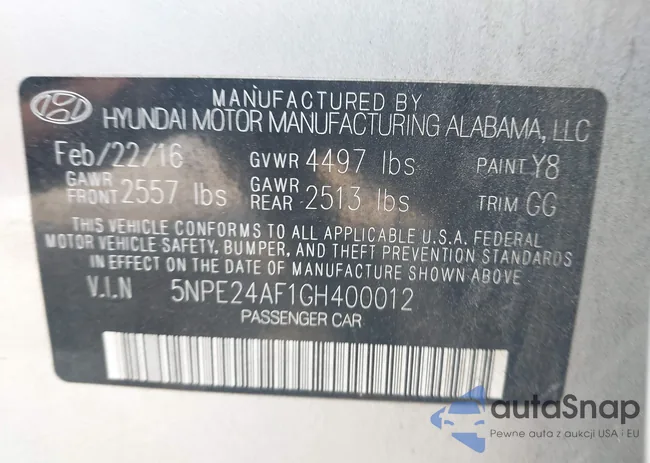 MANUFACTURED BY
HYUNDAI MOTOR MANUFACTURING ALABAMA, LLC
Feb/22/16 GVWR 4497 lbs PAINT Y8
GAWR FRONT 2557 lbs GAWR REAR 2513 lbs TRIM GG
THIS VEHICLE CONFORMS TO ALL APPLICABLE U.S.A. FEDERAL
MOTOR VEHICLE SAFETY, BUMPER, AND THEFT PREVENTION STANDARDS
IN EFFECT ON THE DATE OF MANUFACTURE SHOWN ABOVE
V.I.N 5NPE24AF1GH400012
PASSENGER CAR
autaSnap
Pewne auta z aukcji USA i EU